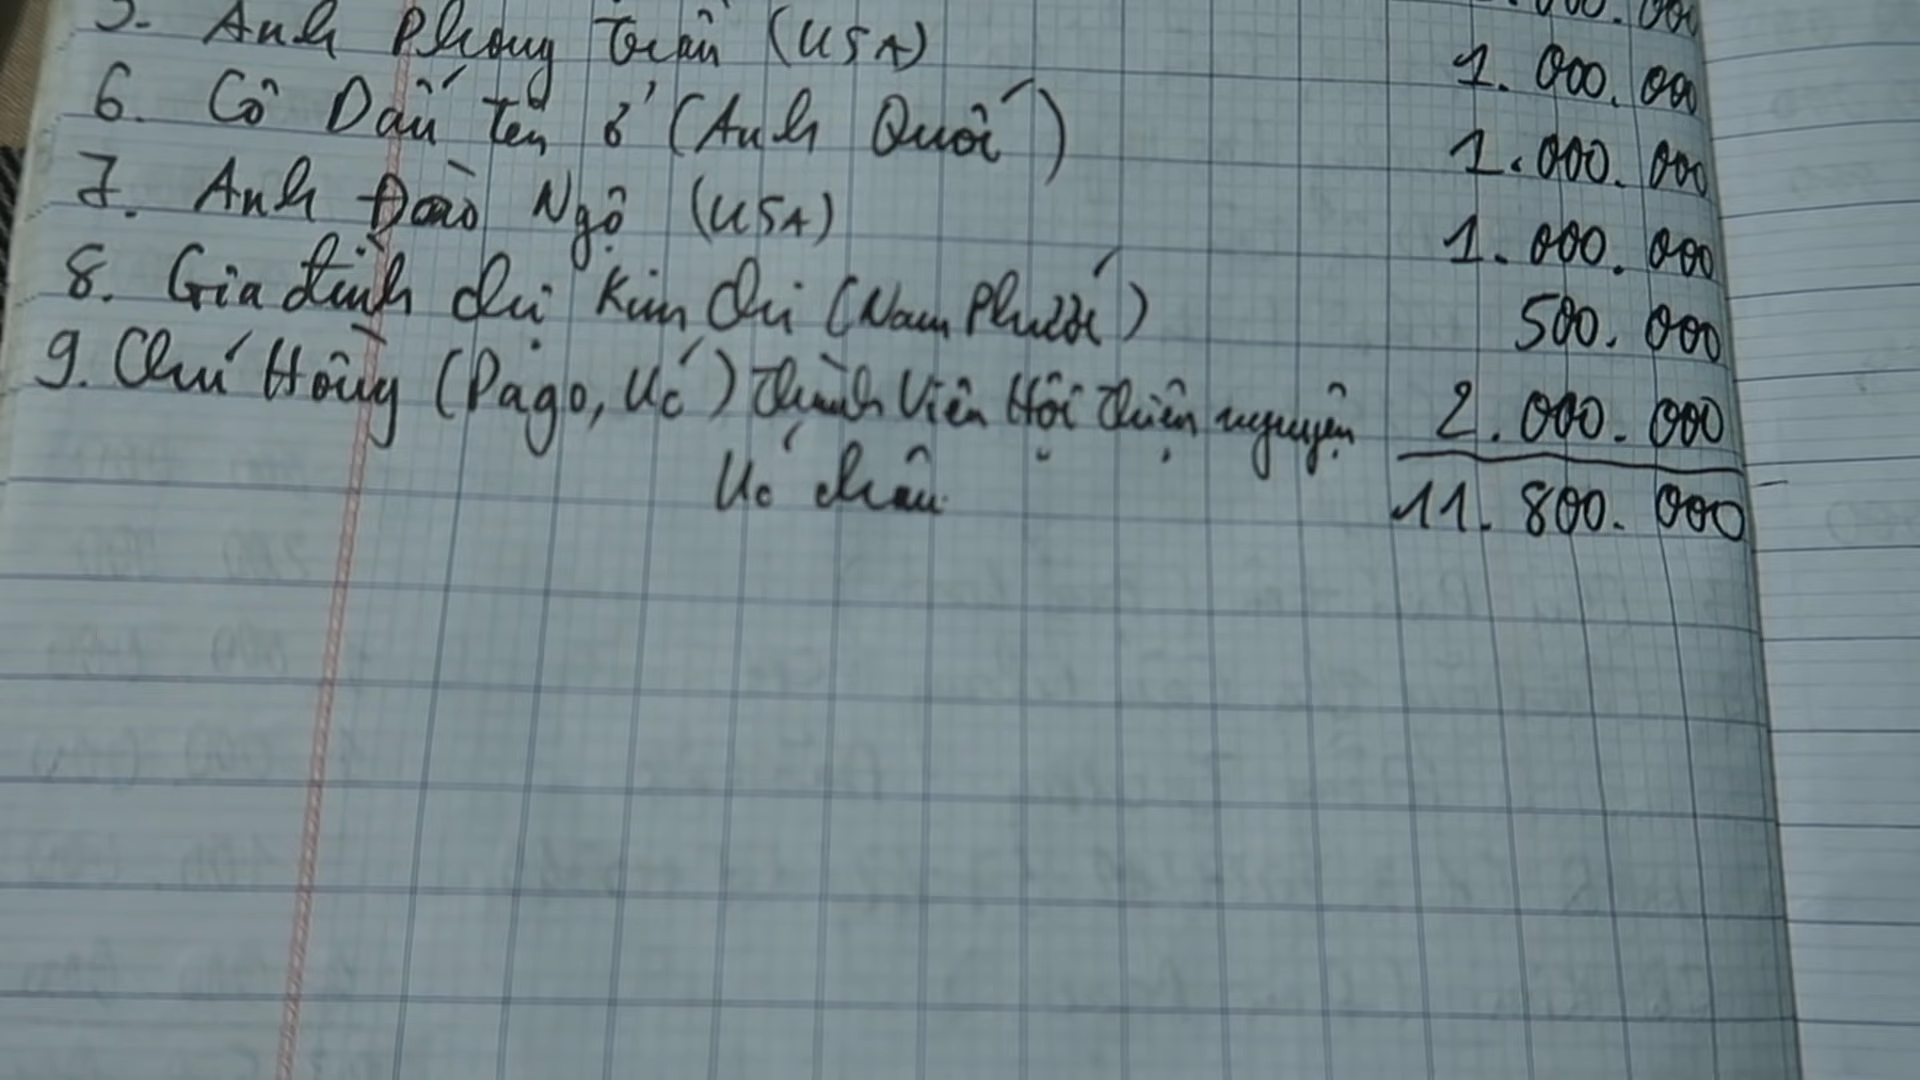 5. Anh Phong Trần (USA) 1.000.000
6. Cô Dấu tên ở (Anh Quốc) 1.000.000
7. Anh Đào Ngộ (USA) 1.000.000
8. Gia đình chị Kim Chi (Nam Phước) 500.000
9. Chú Hồng (Pago, Úc) thành viên Hội thiện nguyện 2.000.000
Úc châu
11.800.000